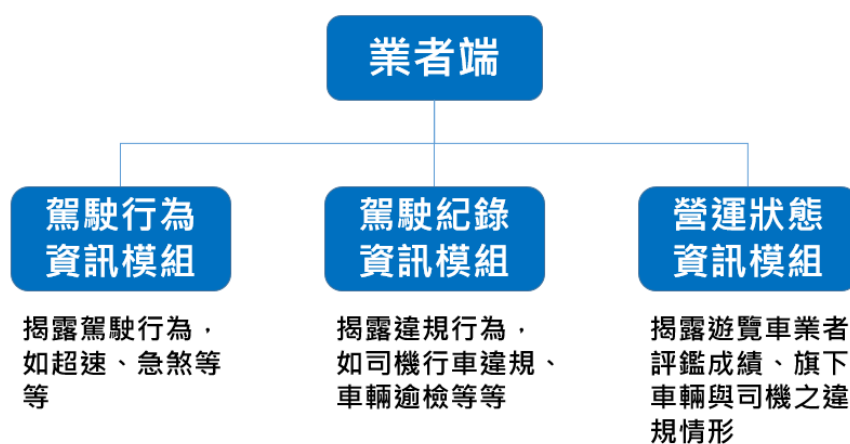 業者端
駕駛行為
資訊模組
駕駛紀錄
資訊模組
營運狀態
資訊模組
揭露駕駛行為，
如超速、急煞等
等
揭露違規行為，
如司機行車違規、
車輛逾檢等等
揭露遊覽車業者
評鑑成績、旗下
車輛與司機之違
規情形